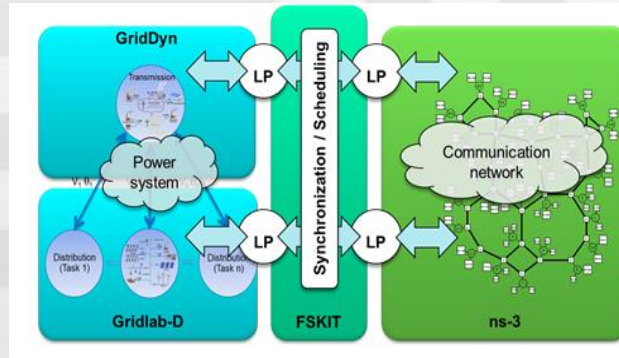 GridDyn
Transmission
Power
system
Distribution
(Task 1)
Distribution
(Task n)
Gridlab-D
LP
LP
Synchronization / Scheduling
LP
LP
FSKIT
Communication
network
ns-3